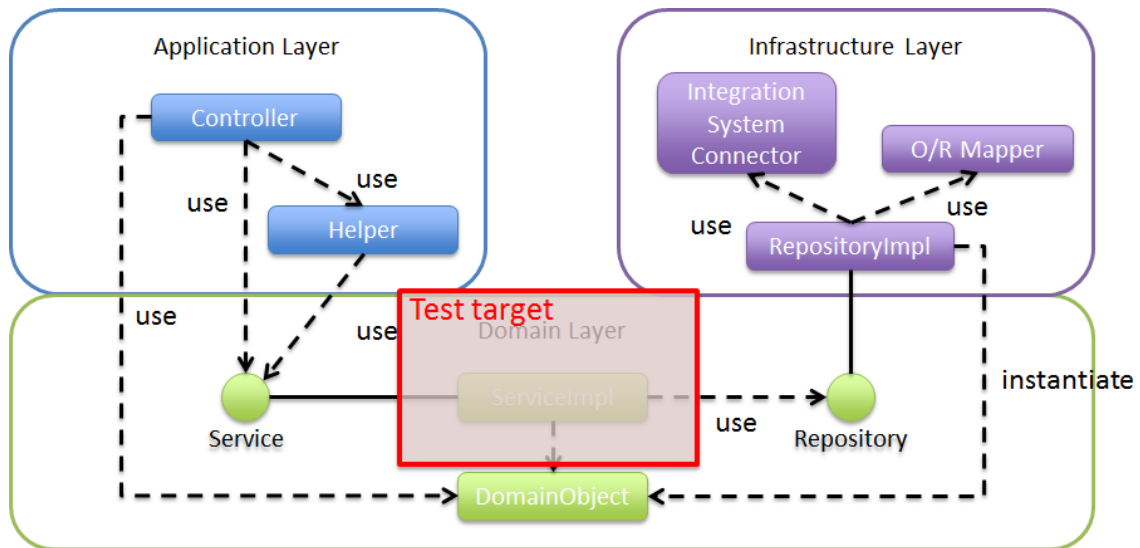 Application Layer
Infrastructure Layer
Controller
Integration
System
Connector
O/R Mapper
use
use
Helper
use
use
RepositoryImpl
Test target
use
use
Domain Layer
instantiate
ServiceImpl
use
Service
Repository
DomainObject